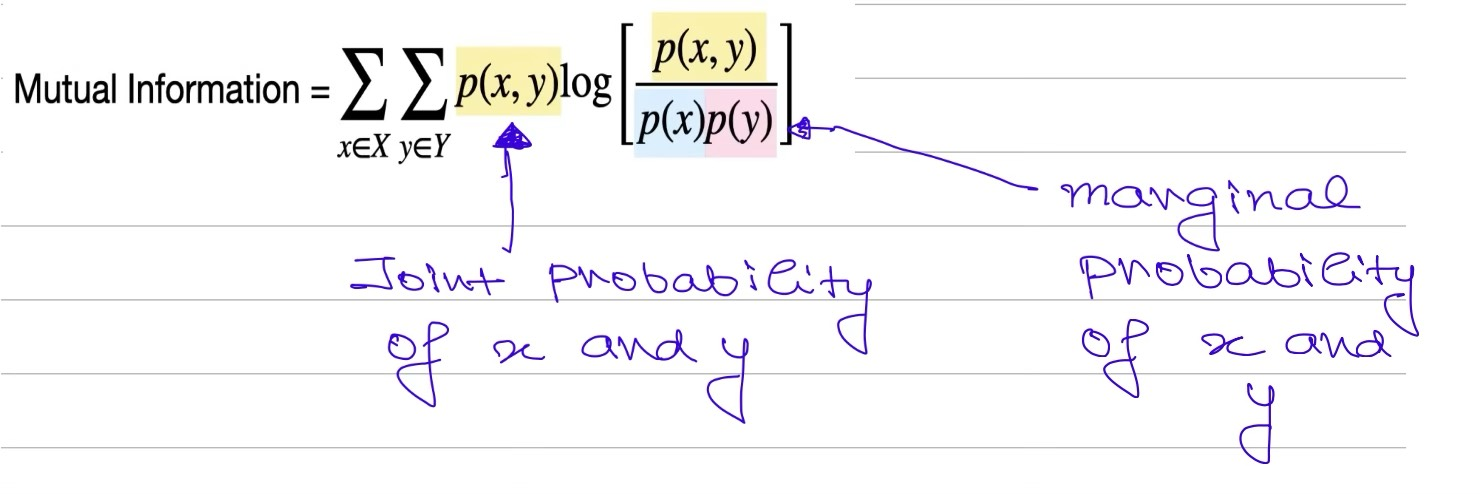 Mutual Information = ∑ ∑ p(x, y)log [ p(x, y) / p(x)p(y) ]
x∈X y∈Y
marginal
Joint probability
probability
of x and y
of x and
y